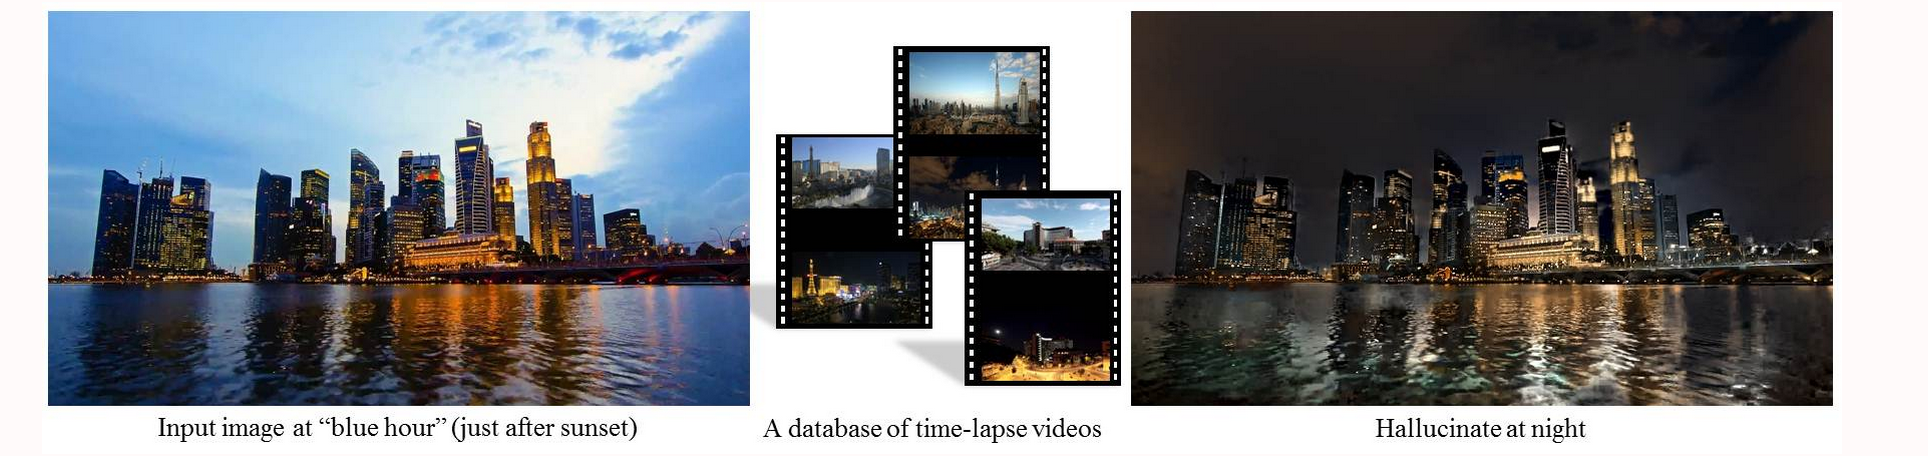 Input image at “blue hour” (just after sunset)
A database of time-lapse videos
Hallucinate at night